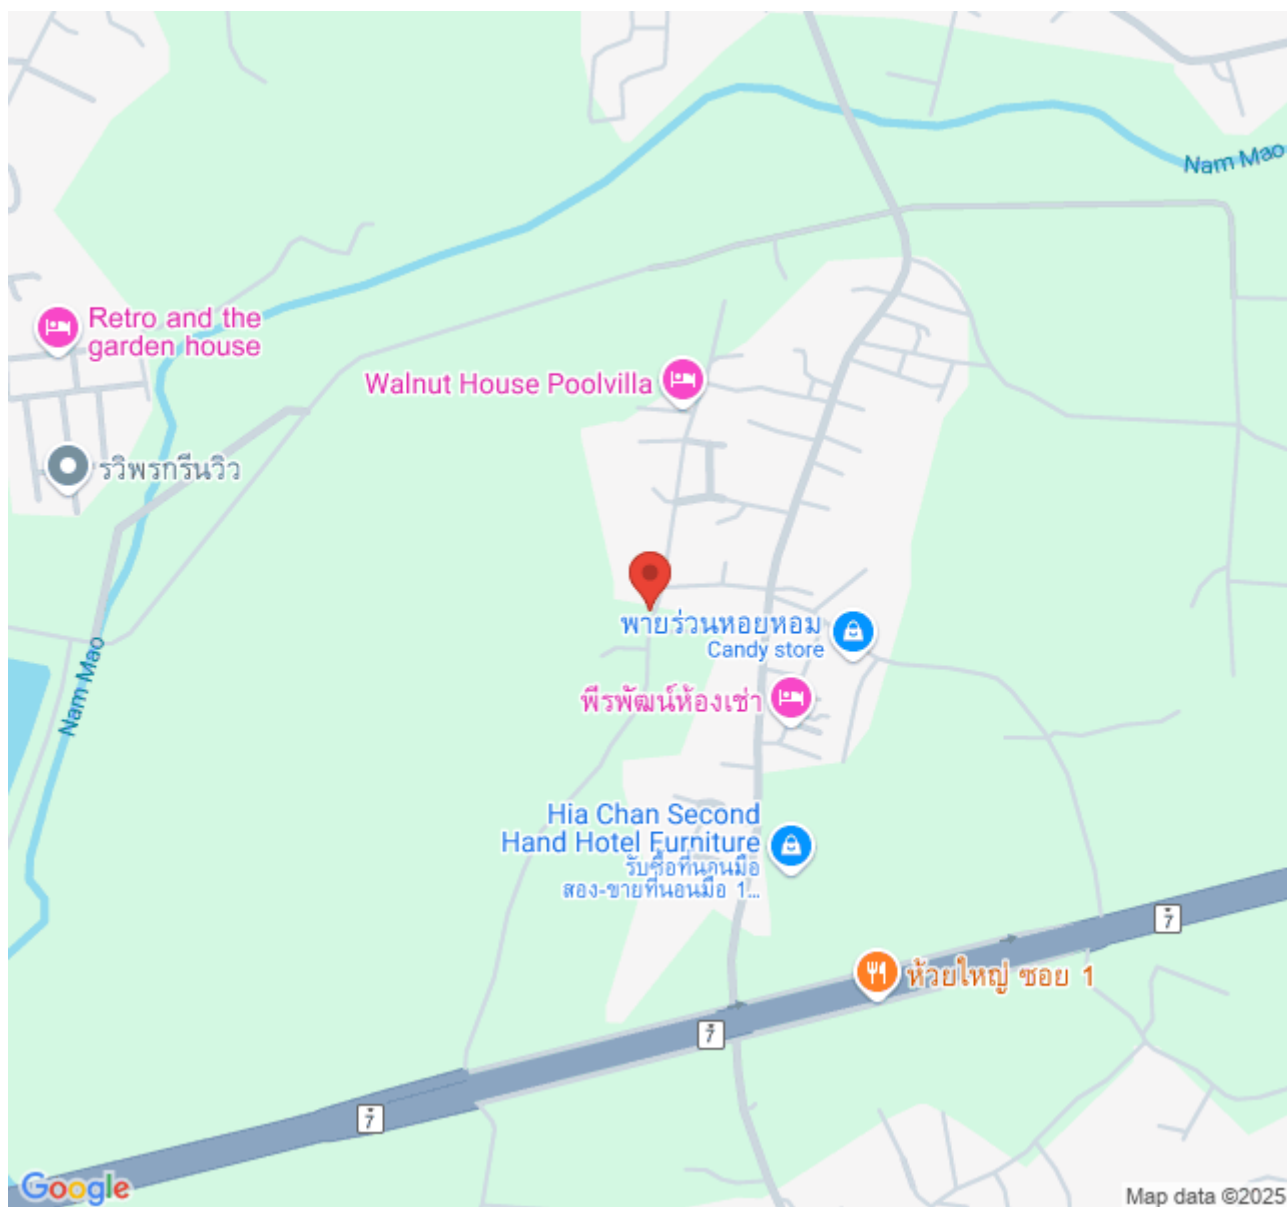 Nam Mao
Retro and the
garden house
Walnut House Poolvilla
รวิพรกรีนวิว
พายร่วนหอยหอม
Candy store
Nam Mao
พีรพัฒน์ห้องเช่า
Hia Chan Second
Hand Hotel Furniture
รับซื้อที่นอนมือ
สอง-ขายที่นอนมือ 1...
7
ห้วยใหญ่ ซอย 1
7
7
Google
Map data ©2025